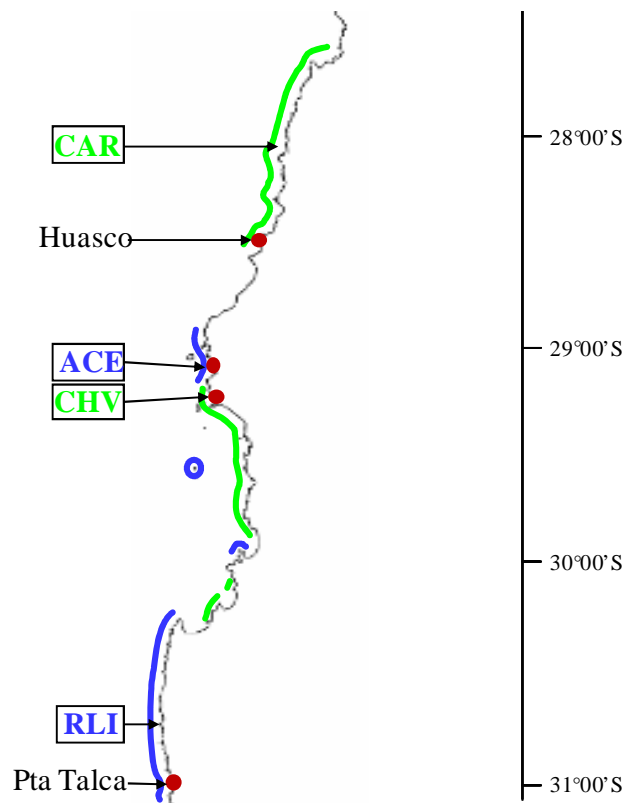 CAR
28°00'S
Huasco
29°00'S
ACE
CHV
30°00'S
RLI
Pta Talca
31°00'S